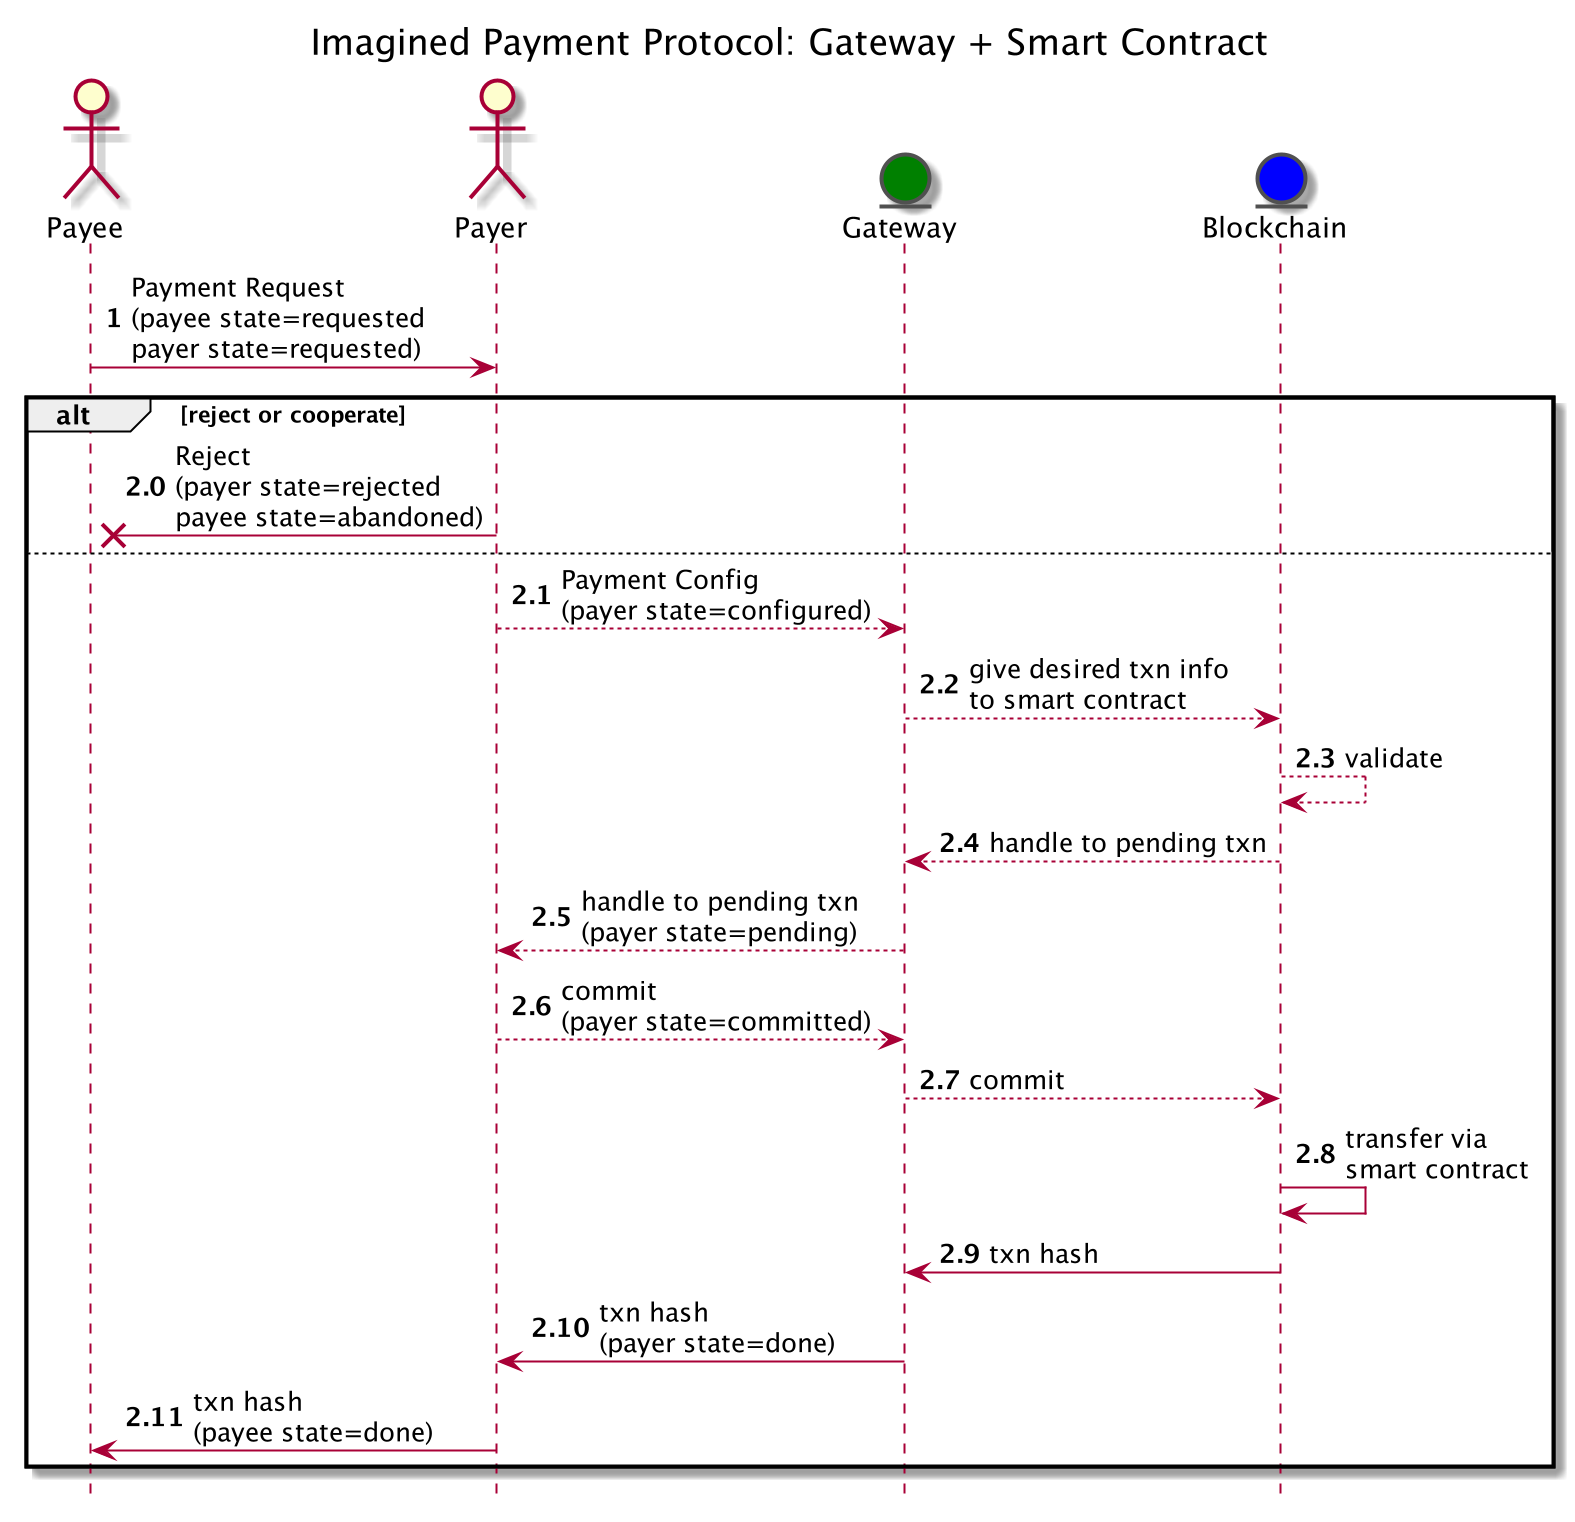 Imagined Payment Protocol: Gateway + Smart Contract
Payee
Payer
Gateway
Blockchain
Payment Request
1 (payee state=requested
payer state=requested)
alt [reject or cooperate]
Reject
2.0 (payer state=rejected
payee state=abandoned)
2.1 Payment Config
(payer state=configured)
2.2 give desired txn info
to smart contract
2.3 validate
2.4 handle to pending txn
2.5 handle to pending txn
(payer state=pending)
2.6 commit
(payer state=committed)
2.7 commit
2.8 transfer via
smart contract
2.9 txn hash
2.10 txn hash
(payer state=done)
2.11 txn hash
(payee state=done)